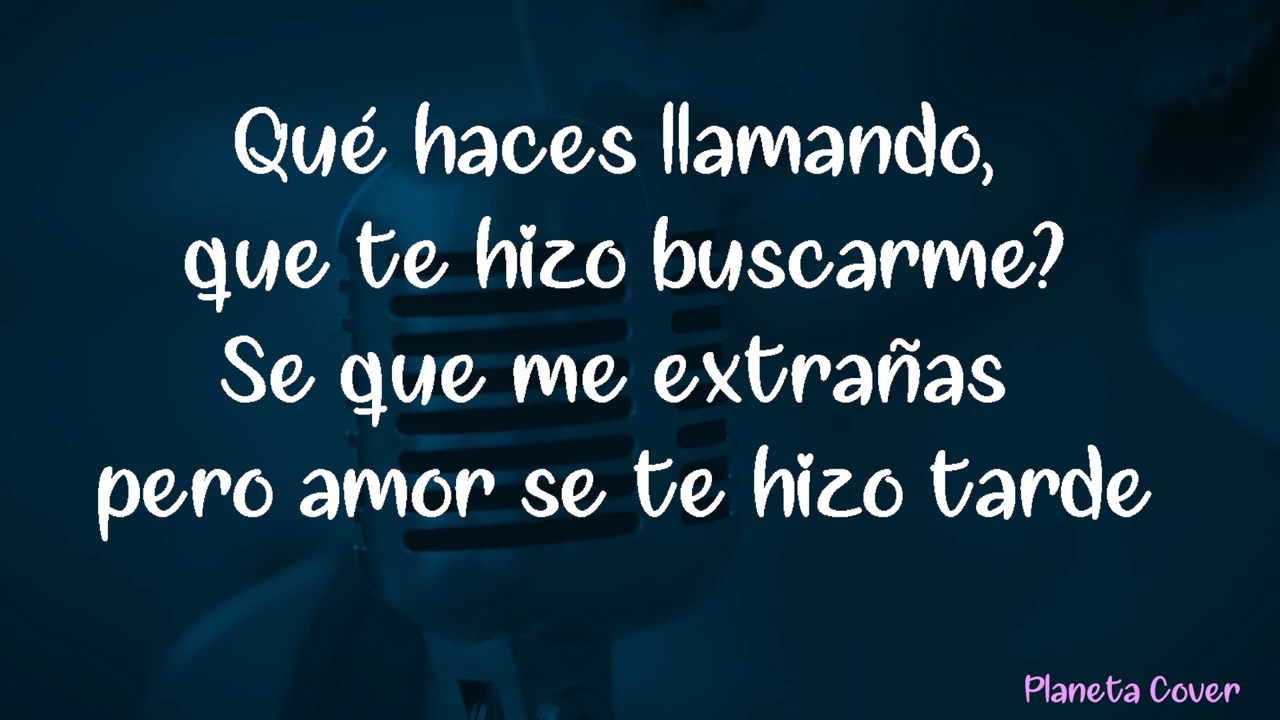 Qué haces llamando,
que te hizo buscarme?
Se que me extrañas
pero amor se te hizo tarde
Planeta Cover